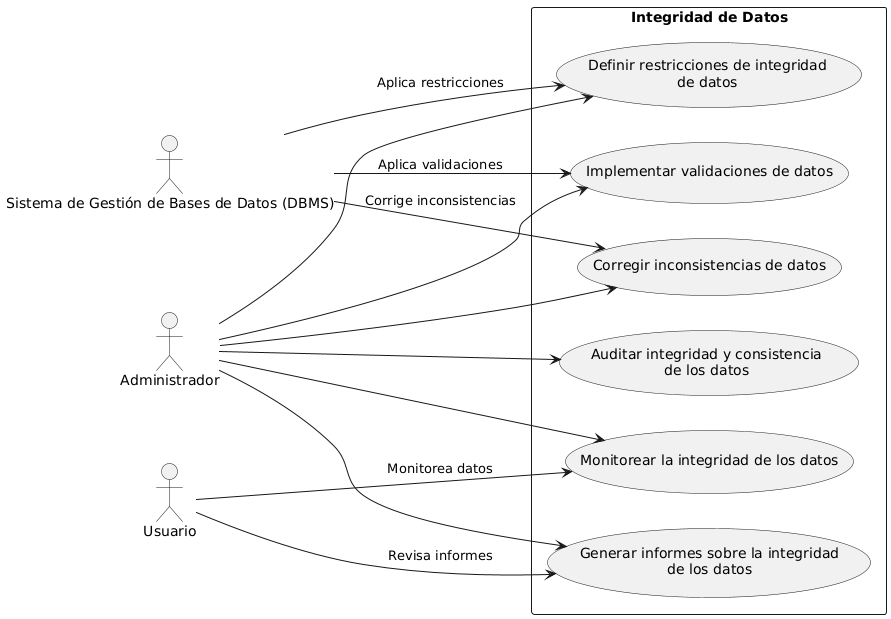 Integridad de Datos
Definir restricciones de integridad
de datos
Aplica restricciones
Implementar validaciones de datos
Aplica validaciones
Sistema de Gestión de Bases de Datos (DBMS)
Corrige inconsistencias
Corregir inconsistencias de datos
Auditar integridad y consistencia
de los datos
Administrador
Monitorear la integridad de los datos
Monitorea datos
Usuario
Generar informes sobre la integridad
de los datos
Revisa informes